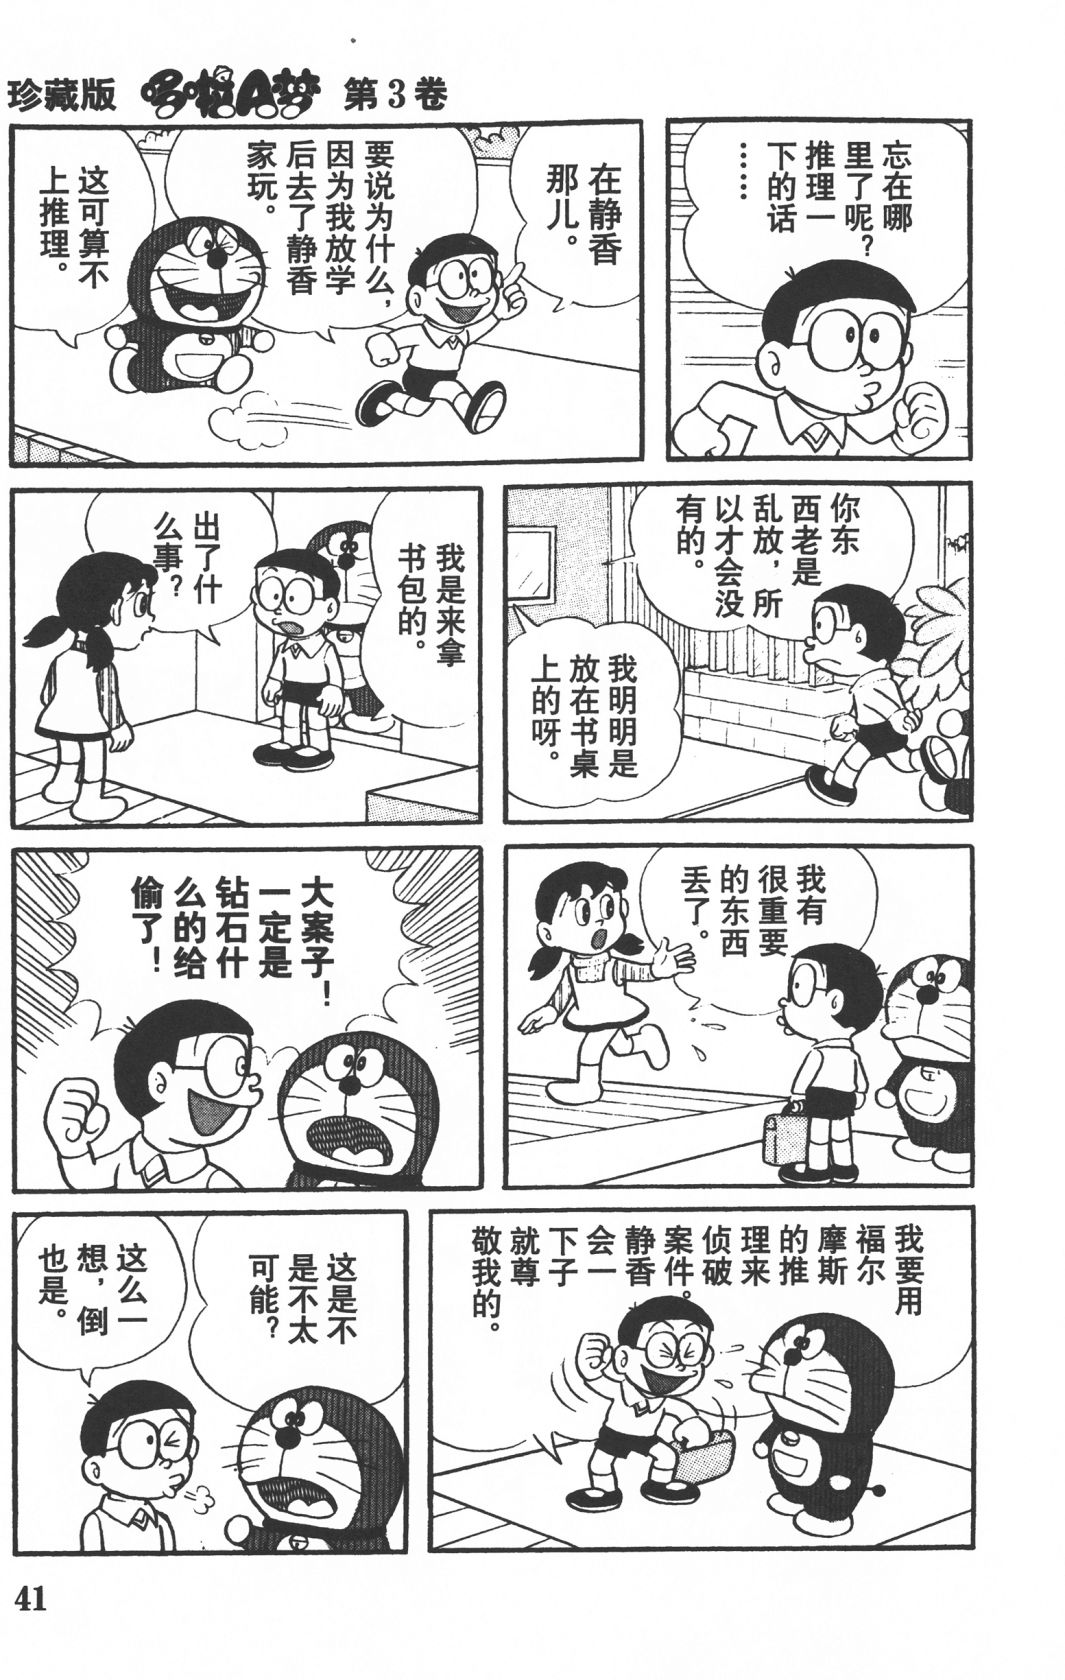 珍藏版 哆啦A梦 第3卷
忘在哪
里了呢?
推理一
下的话
……
在静香
那儿。
要说为什么,
因为我放学
后去了静香
家玩。
这可算不
上推理。
你东
西老是
乱放,所
以才会没
有的。
我明明是
放在书桌
上的呀。
我是来拿
书包的。
出了什
么事?
我有
很重要
的东西
丢了。
大案子!
一定是
钻石什
么的给
偷了!
我要用
福尔
摩斯
的推
理来
侦破
案件。
静香
会一
下子
就尊
敬我的。
这是不
是不太
可能?
这么一
想,倒
也是。
41